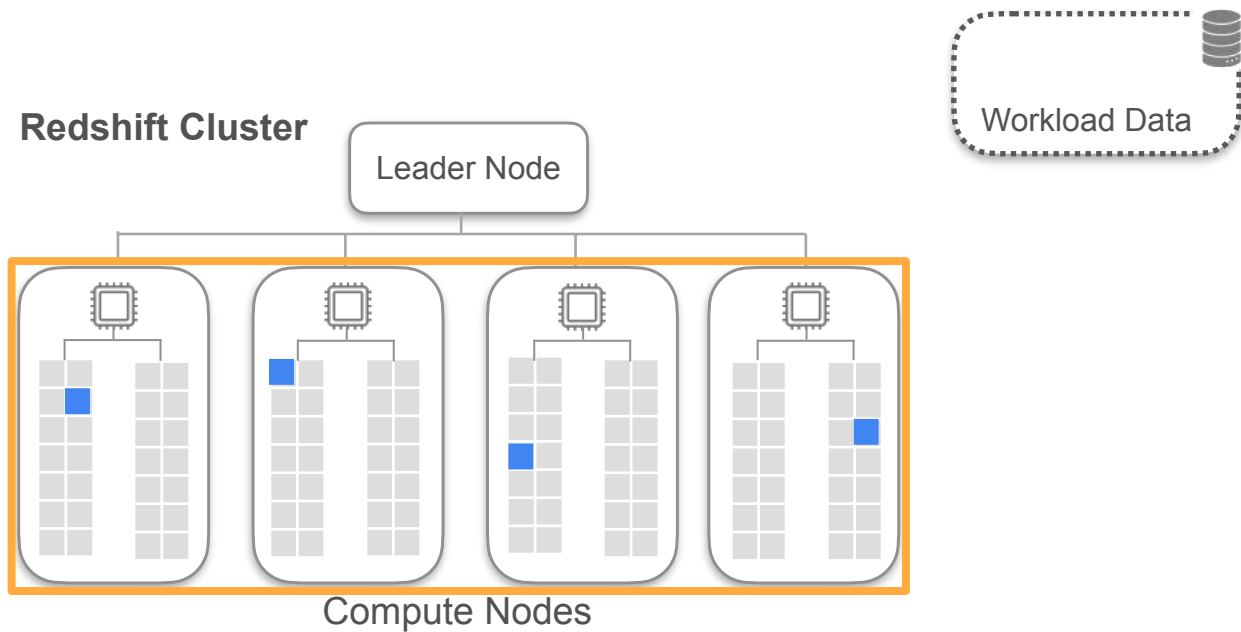 Workload Data
Redshift Cluster
Leader Node
Compute Nodes